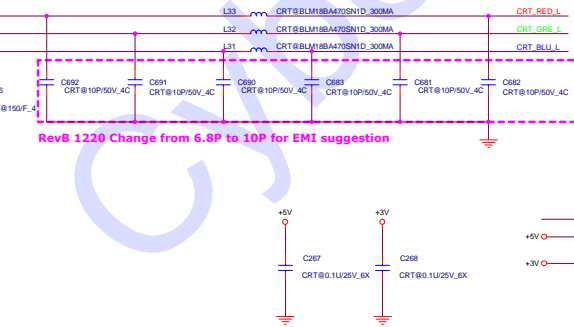 L33 CRT@BLM18BA470SN1D_300MA CRT_RED_L
L32 CRT@BLM18BA470SN1D_300MA CRT_GRE_L
L31 CRT@BLM18BA470SN1D_300MA CRT_BLU_L
C692 C691 C690 C683 C681 C682
CRT@10P/50V_4C CRT@10P/50V_4C CRT@10P/50V_4C CRT@10P/50V_4C CRT@10P/50V_4C CRT@10P/50V_4C
@150/F_4
RevB 1220 Change from 6.8P to 10P for EMI suggestion
+5V +3V
+5V
C267 C268
+3V
CRT@0.1U/25V_6X CRT@0.1U/25V_6X